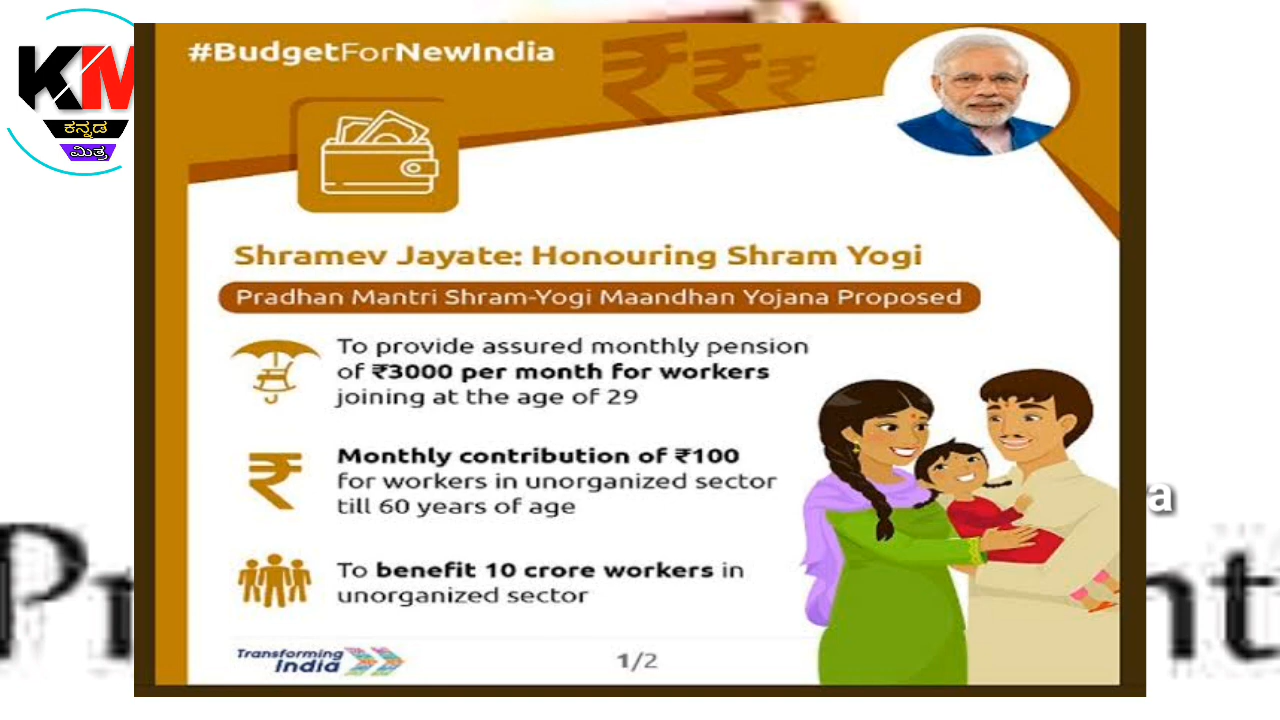 KM
ಕನ್ನಡ
ಮಿತ್ರ
#BudgetForNewIndia
₹₹₹
Shramev Jayate: Honouring Shram Yogi
Pradhan Mantri Shram-Yogi Maandhan Yojana Proposed
To provide assured monthly pension
of ₹3000 per month for workers
joining at the age of 29
₹
Monthly contribution of ₹100
for workers in unorganized sector
till 60 years of age
To benefit 10 crore workers in
unorganized sector
Transforming
India
1/2
a